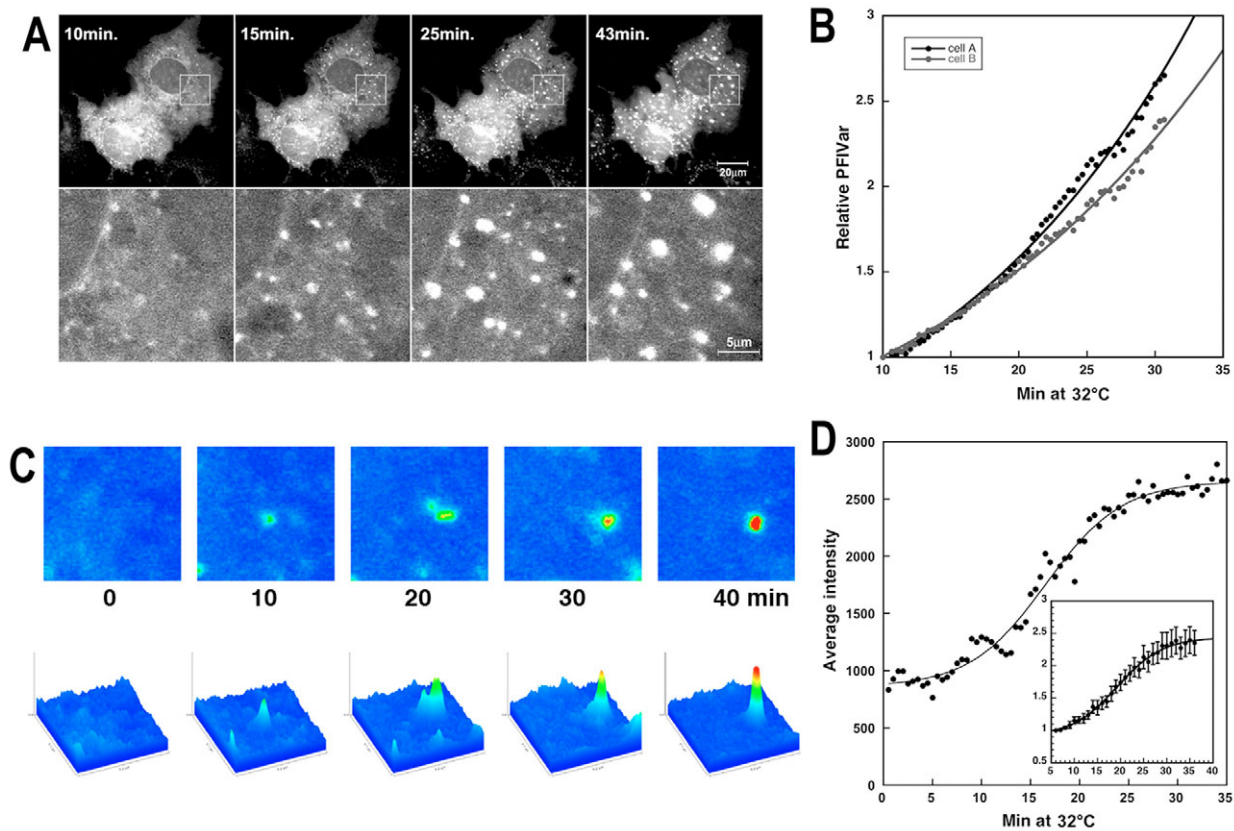 A
10min.
15min.
25min.
43min.
20µm
5µm
B
3
2.5
2
1.5
1
Relative PFIVar
cell A
cell B
10
15
20
25
30
35
Min at 32°C
C
0
10
20
30
40 min
D
3000
2500
2000
1500
1000
500
0
Average intensity
3
2.5
2
1.5
1
0.5
5
10
15
20
25
30
35
40
0
5
10
15
20
25
30
35
Min at 32°C